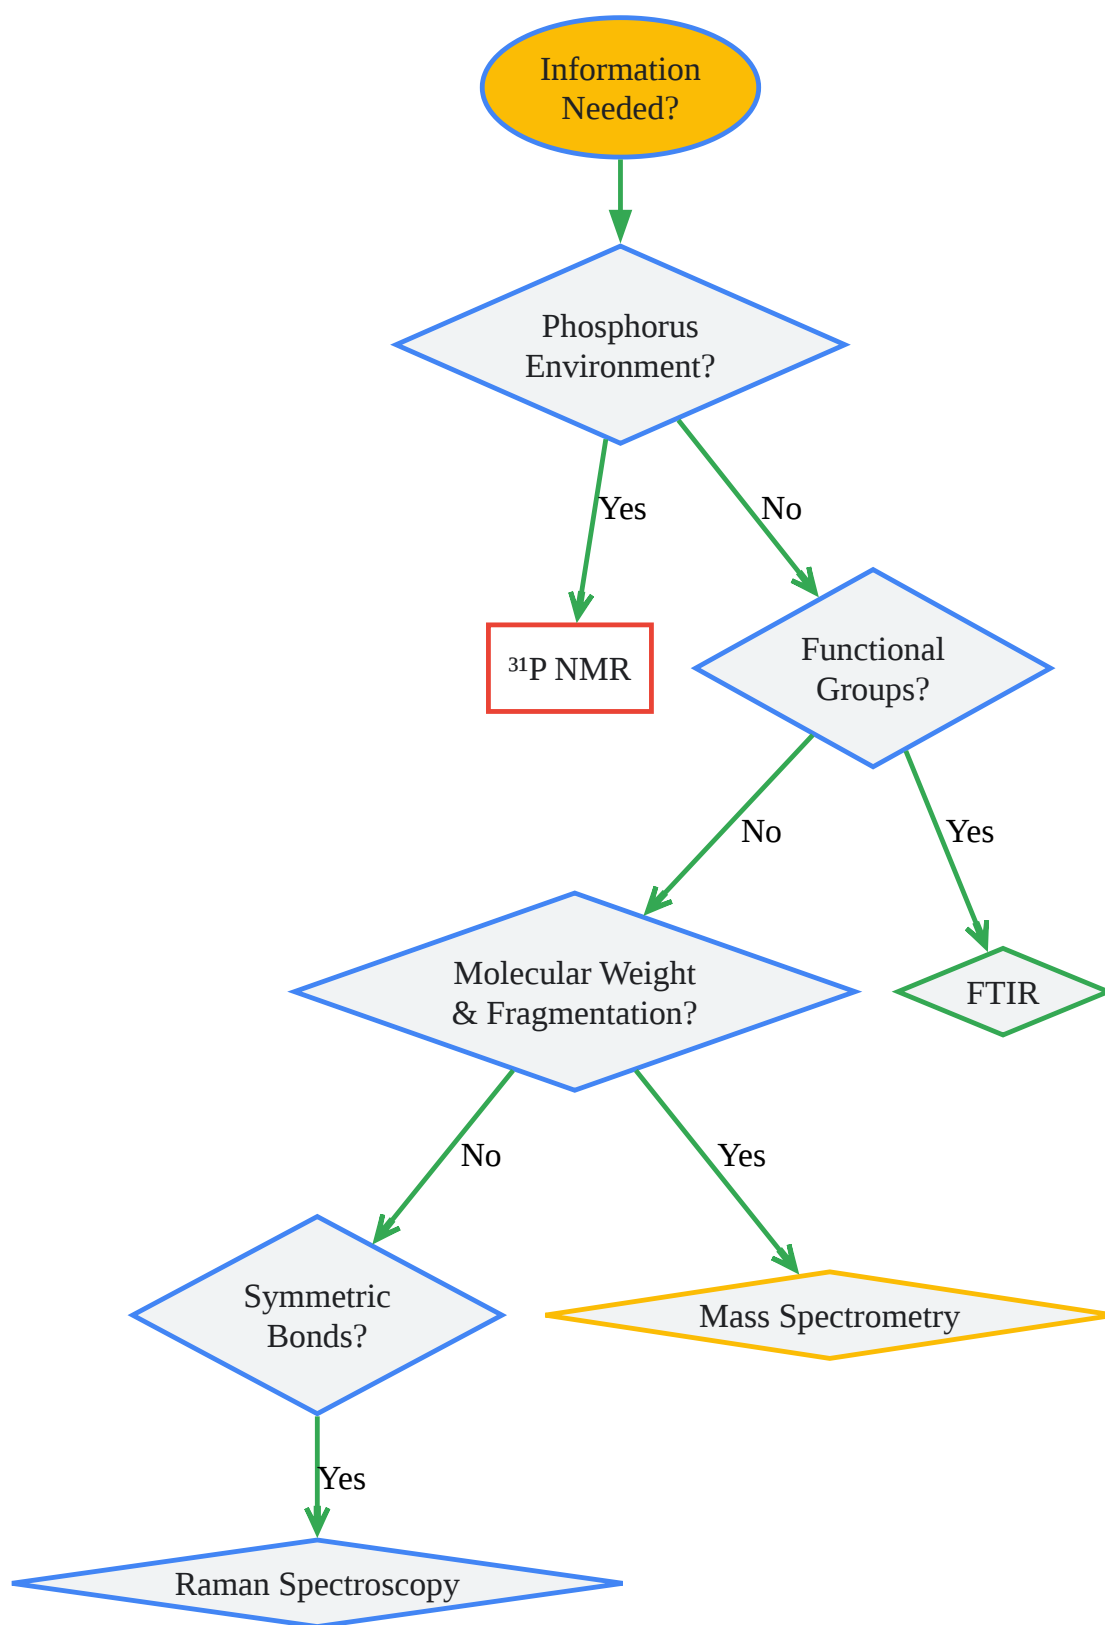 Information
Needed?
Phosphorus
Environment?
Yes
No
³¹P NMR
Functional
Groups?
No
Yes
Molecular Weight
& Fragmentation?
FTIR
No
Yes
Symmetric
Bonds?
Mass Spectrometry
Yes
Raman Spectroscopy